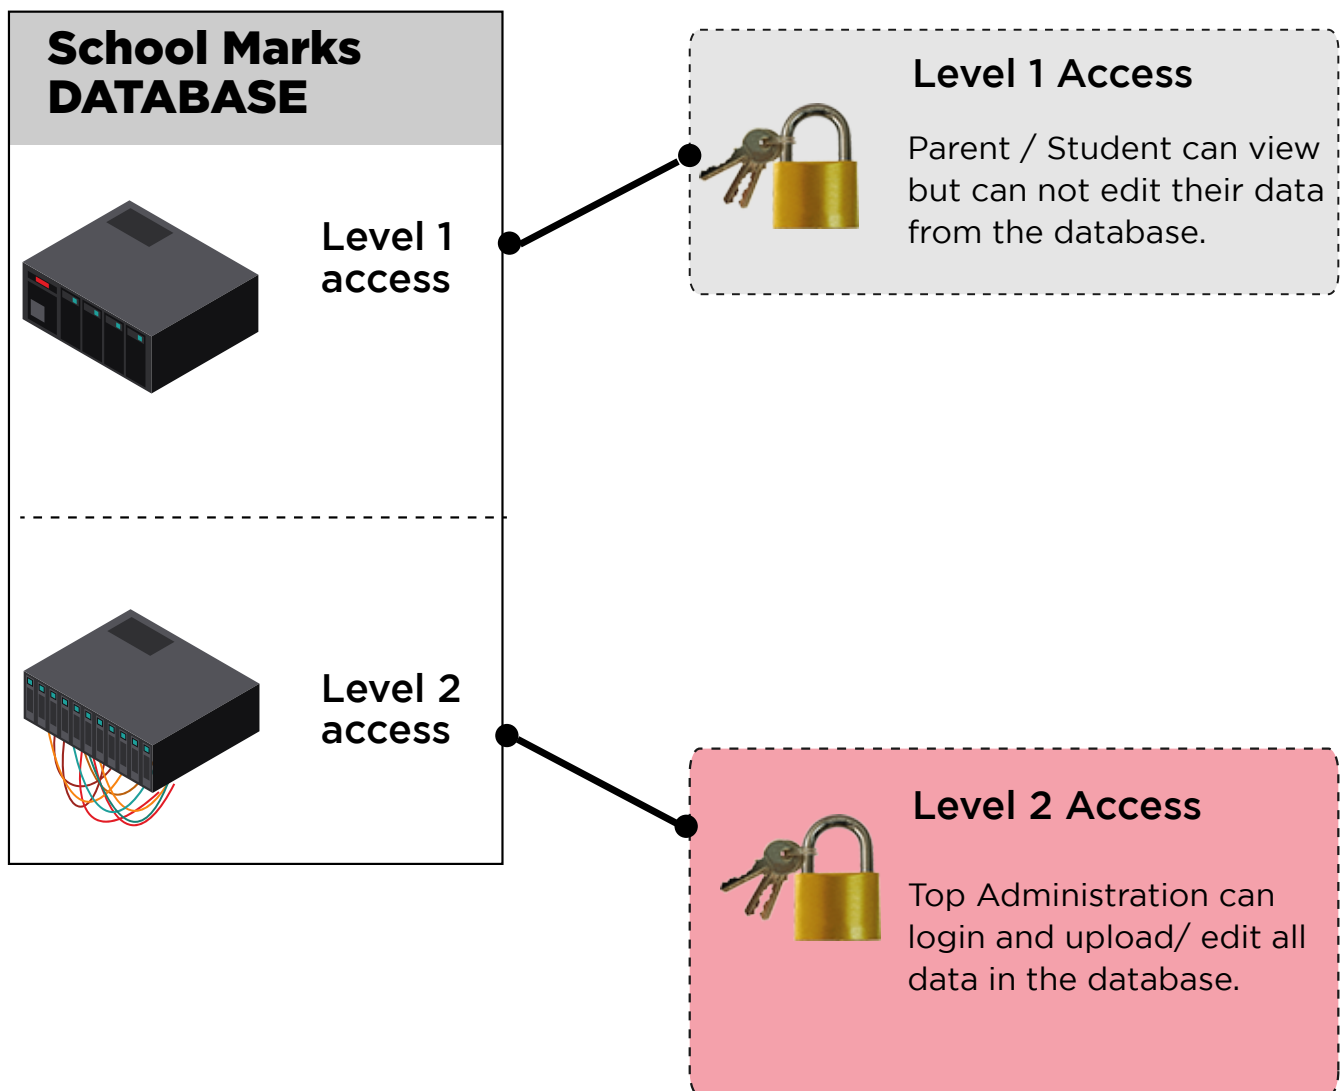 School Marks
DATABASE
Level 1
access
Level 2
access
Level 1 Access
Parent / Student can view
but can not edit their data
from the database.
Level 2 Access
Top Administration can
login and upload/ edit all
data in the database.